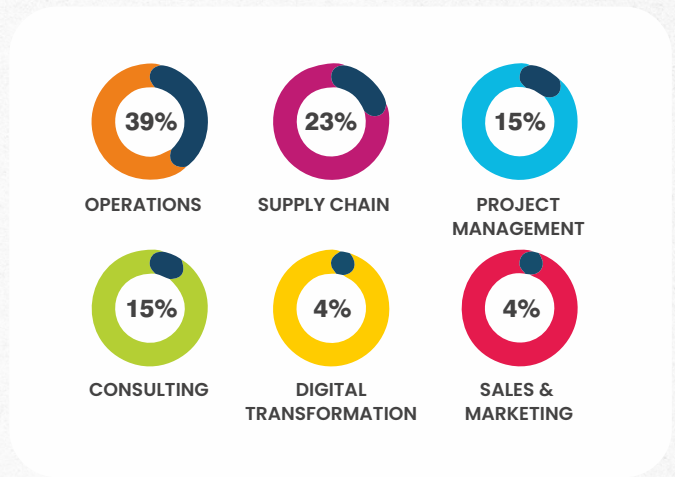 39%
23%
15%
OPERATIONS
SUPPLY CHAIN
PROJECT
MANAGEMENT
15%
4%
4%
CONSULTING
DIGITAL
TRANSFORMATION
SALES &
MARKETING